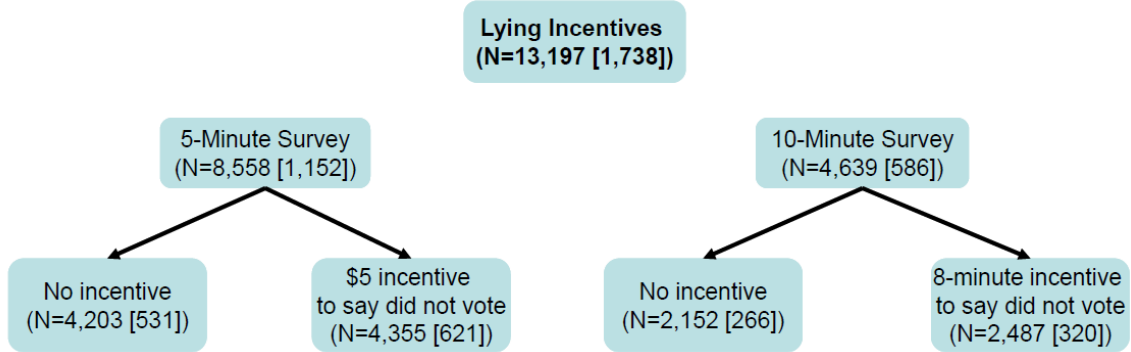 Lying Incentives
(N=13,197 [1,738])
5-Minute Survey
(N=8,558 [1,152])
10-Minute Survey
(N=4,639 [586])
No incentive
(N=4,203 [531])
$5 incentive
to say did not vote
(N=4,355 [621])
No incentive
(N=2,152 [266])
8-minute incentive
to say did not vote
(N=2,487 [320])